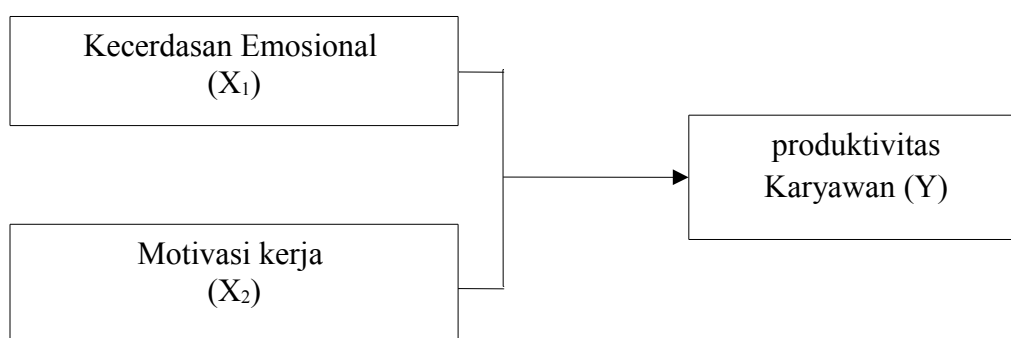 Kecerdasan Emosional
(X₁)
produktivitas
Karyawan (Y)
Motivasi kerja
(X₂)